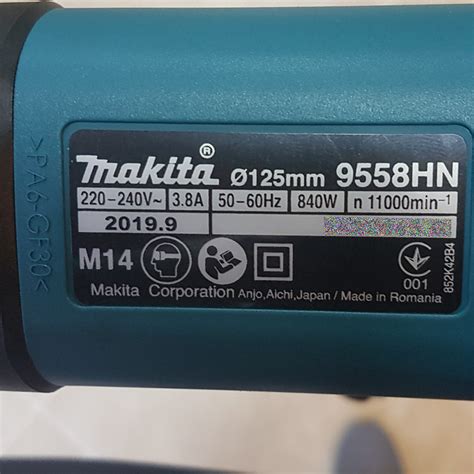 makita® Ø125mm 9558HN
220-240V~ 3.8A 50-60Hz 840W n 11000min⁻¹
2019.9
M14
001
Makita Corporation Anjo,Aichi,Japan / Made in Romania
852K42B4
>PA6-GF30<